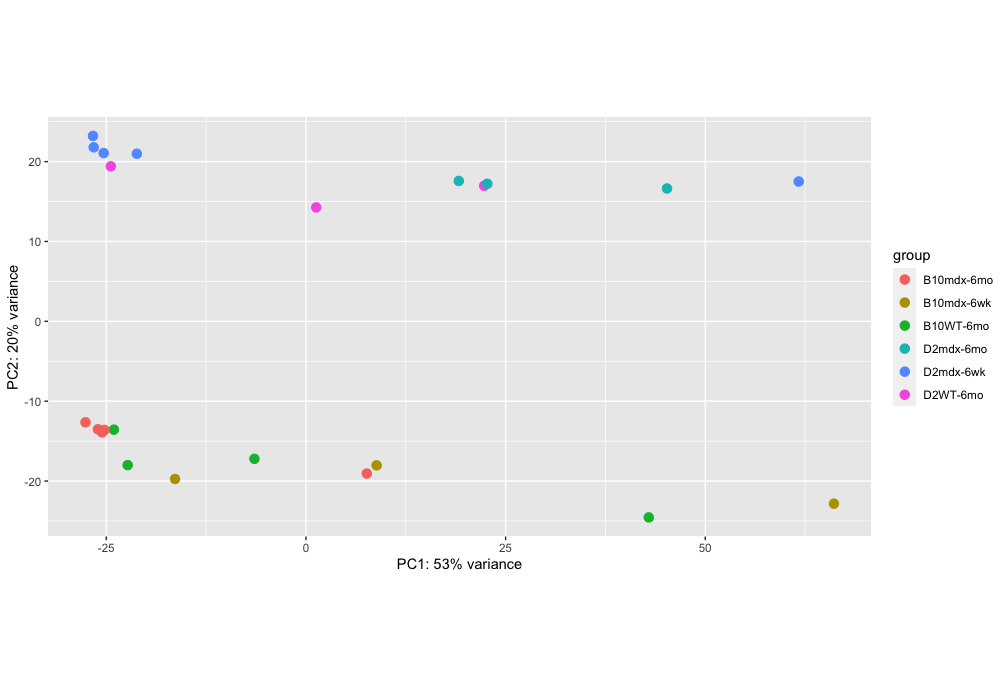 20
10
0
-10
-20
-25
0
25
50
PC1: 53% variance
PC2: 20% variance
group
B10mdx-6mo
B10mdx-6wk
B10WT-6mo
D2mdx-6mo
D2mdx-6wk
D2WT-6mo